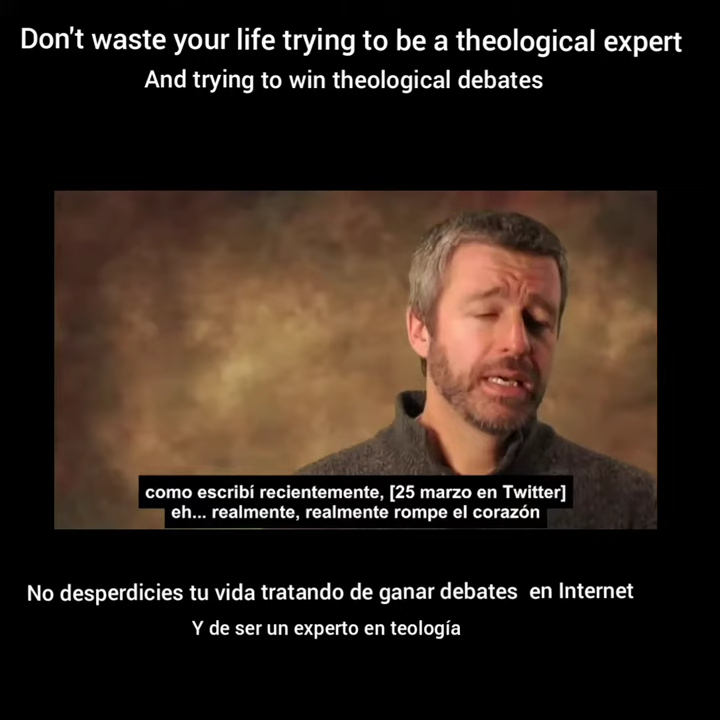 Don't waste your life trying to be a theological expert
And trying to win theological debates
como escribí recientemente, [25 marzo en Twitter]
eh... realmente, realmente rompe el corazón
No desperdicies tu vida tratando de ganar debates en Internet
Y de ser un experto en teología